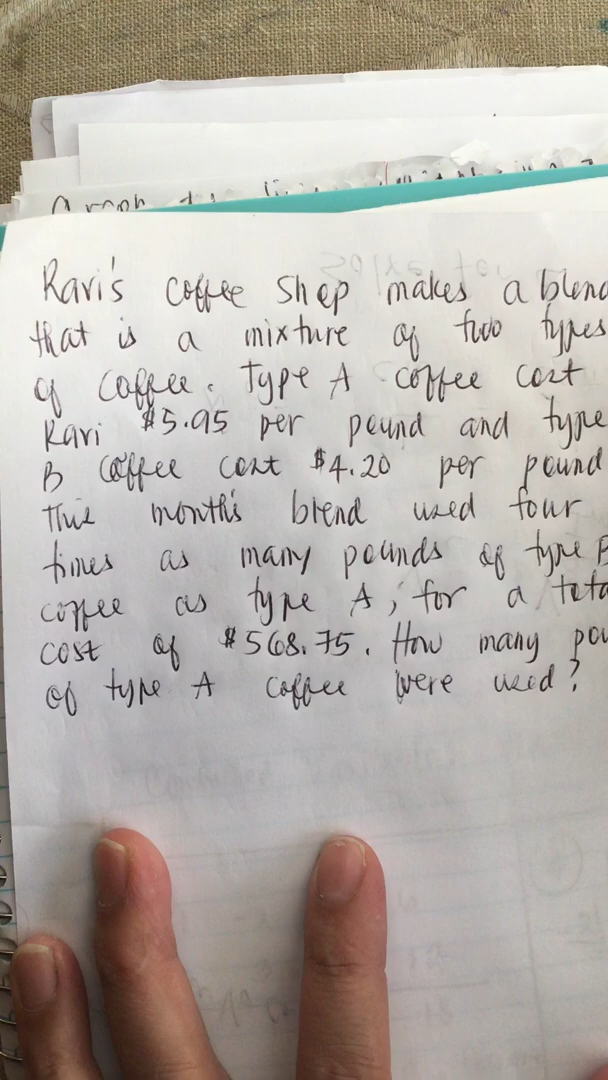 Ravi's coffee shop makes a blend
that is a mixture of two types
of coffee. Type A coffee cost
Ravi $5.95 per pound and type
B coffee cost $4.20 per pound
This month's blend used four
times as many pounds of type B
coffee as type A, for a tota
cost of $568.75. How many pou
of type A coffee were used?